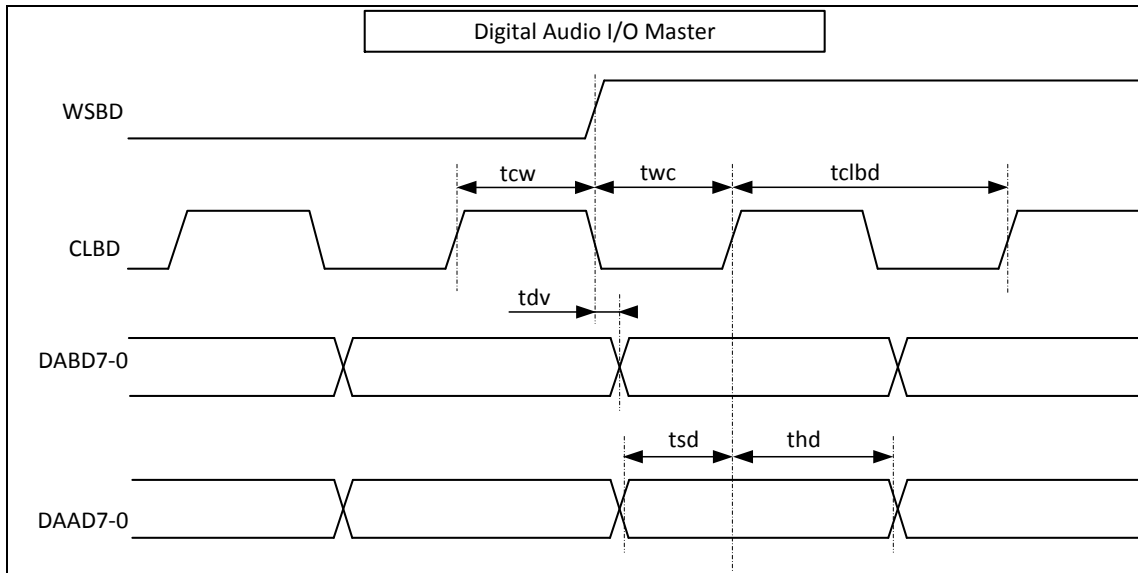 Digital Audio I/O Master
WSBD
tcw
twc
tclbd
CLBD
tdv
DABD7-0
tsd
thd
DAAD7-0